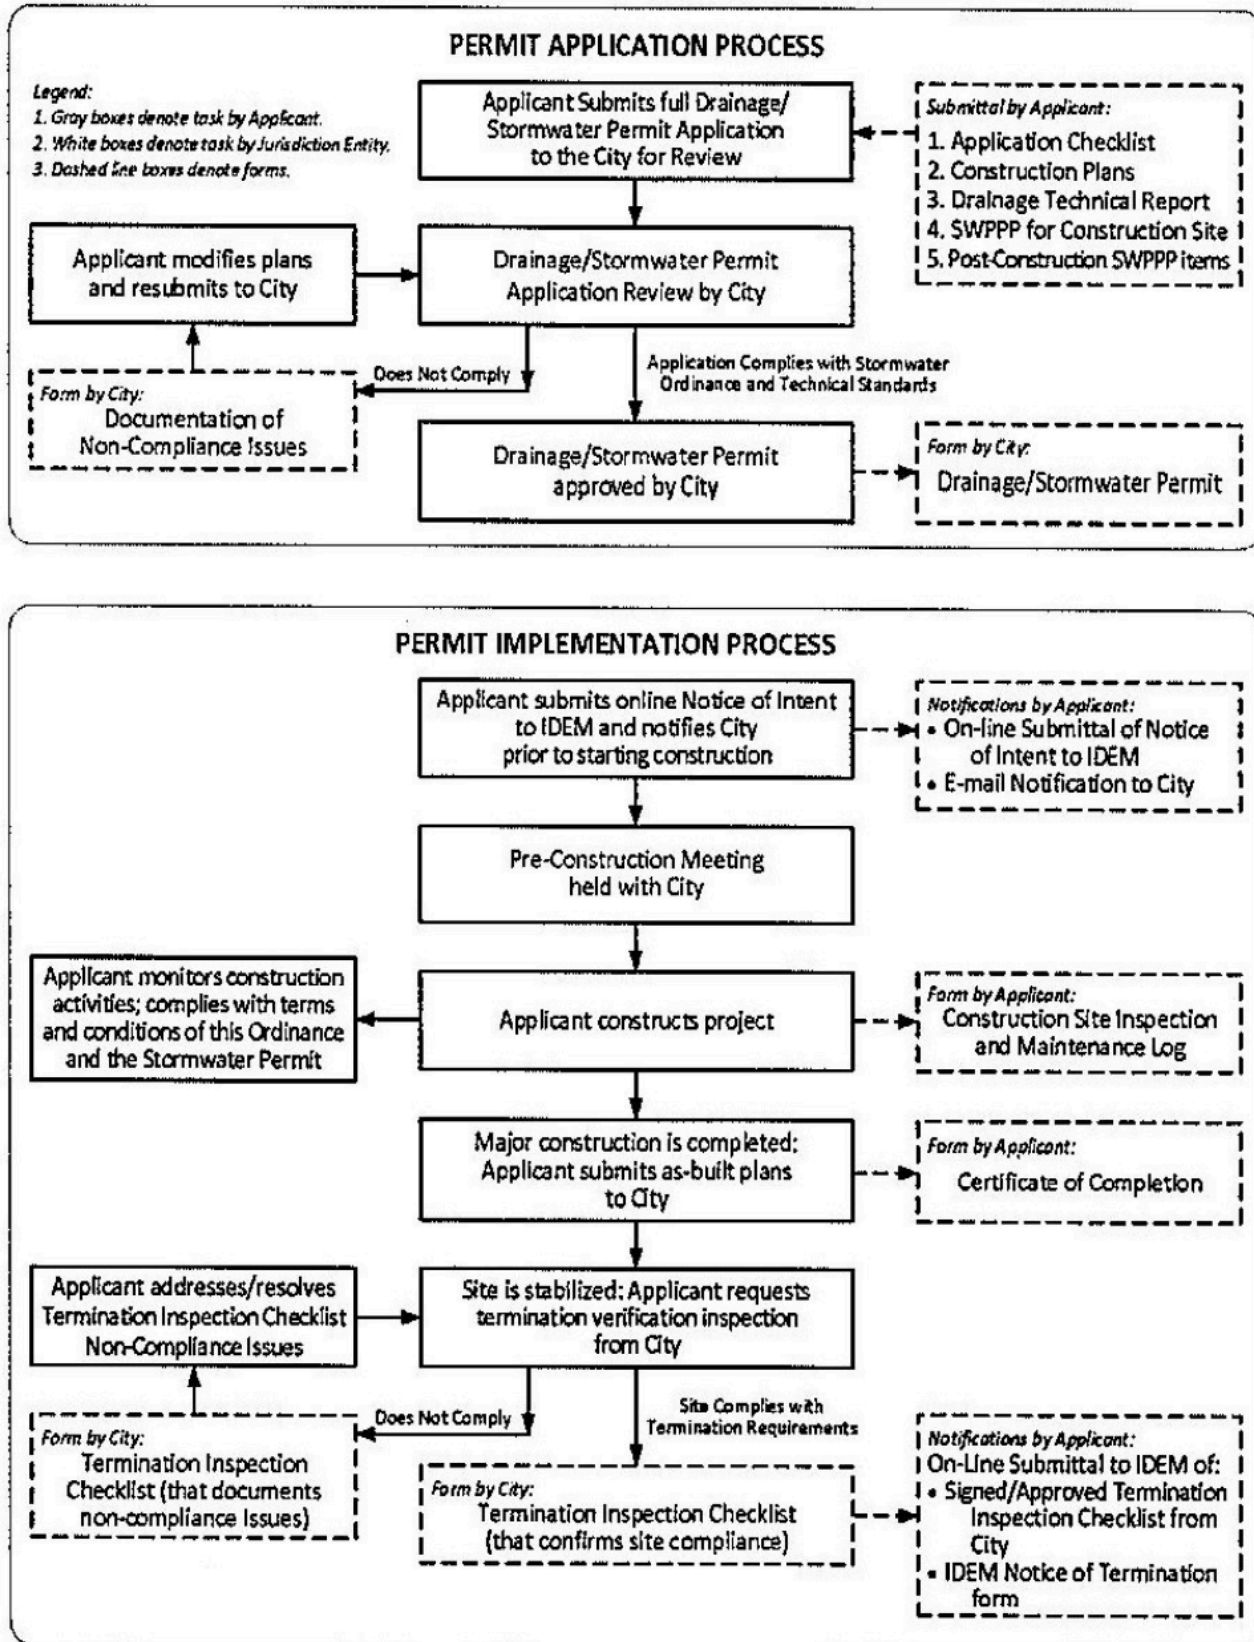 PERMIT APPLICATION PROCESS
Legend:
1. Gray boxes denote task by Applicant.
2. White boxes denote task by Jurisdiction Entity.
3. Dashed line boxes denote forms.
Applicant Submits full Drainage/
Stormwater Permit Application
to the City for Review
Submittal by Applicant:
1. Application Checklist
2. Construction Plans
3. Drainage Technical Report
4. SWPPP for Construction Site
5. Post-Construction SWPPP items
Applicant modifies plans
and resubmits to City
Drainage/Stormwater Permit
Application Review by City
Does Not Comply
Application Complies with Stormwater
Ordinance and Technical Standards
Form by City:
Documentation of
Non-Compliance Issues
Drainage/Stormwater Permit
approved by City
Form by City:
Drainage/Stormwater Permit
PERMIT IMPLEMENTATION PROCESS
Applicant submits online Notice of Intent
to IDEM and notifies City
prior to starting construction
Notifications by Applicant:
• On-line Submittal of Notice
of Intent to IDEM
• E-mail Notification to City
Pre-Construction Meeting
held with City
Applicant monitors construction
activities; complies with terms
and conditions of this Ordinance
and the Stormwater Permit
Applicant constructs project
Form by Applicant:
Construction Site Inspection
and Maintenance Log
Major construction is completed:
Applicant submits as-built plans
to City
Form by Applicant:
Certificate of Completion
Applicant addresses/resolves
Termination Inspection Checklist
Non-Compliance Issues
Site is stabilized: Applicant requests
termination verification inspection
from City
Does Not Comply
Site Complies with
Termination Requirements
Form by City:
Termination Inspection
Checklist (that documents
non-compliance Issues)
Form by City:
Termination Inspection Checklist
(that confirms site compliance)
Notifications by Applicant:
On-Line Submittal to IDEM of:
• Signed/Approved Termination
Inspection Checklist from
City
• IDEM Notice of Termination
form